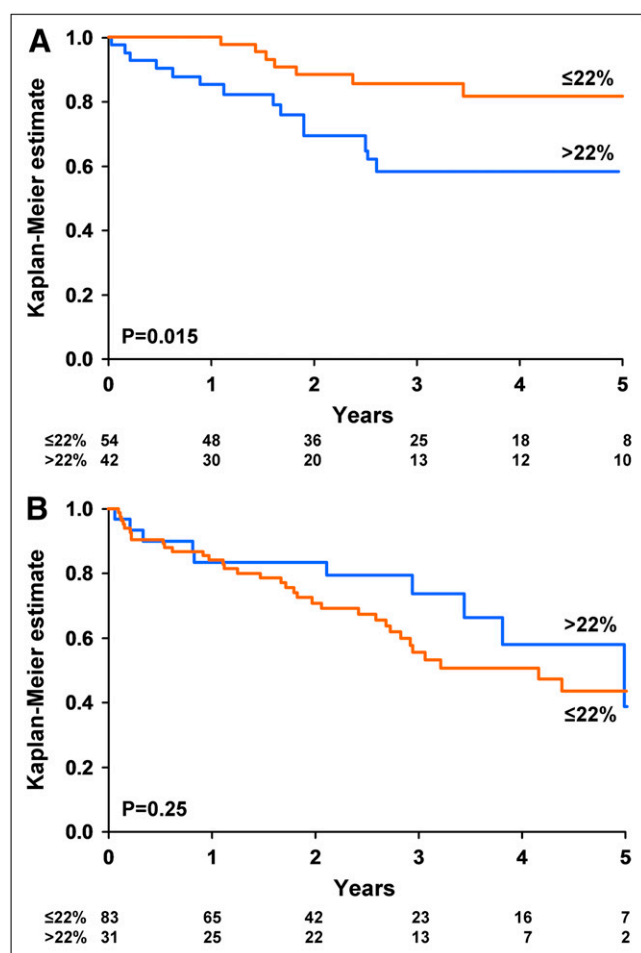 A
Kaplan-Meier estimate
1.0
0.8
0.6
0.4
0.2
0.0
≤22%
>22%
P=0.015
0 1 2 3 4 5
Years
≤22% 54 48 36 25 18 8
>22% 42 30 20 13 12 10
B
Kaplan-Meier estimate
1.0
0.8
0.6
0.4
0.2
0.0
>22%
≤22%
P=0.25
0 1 2 3 4 5
Years
≤22% 83 65 42 23 16 7
>22% 31 25 22 13 7 2